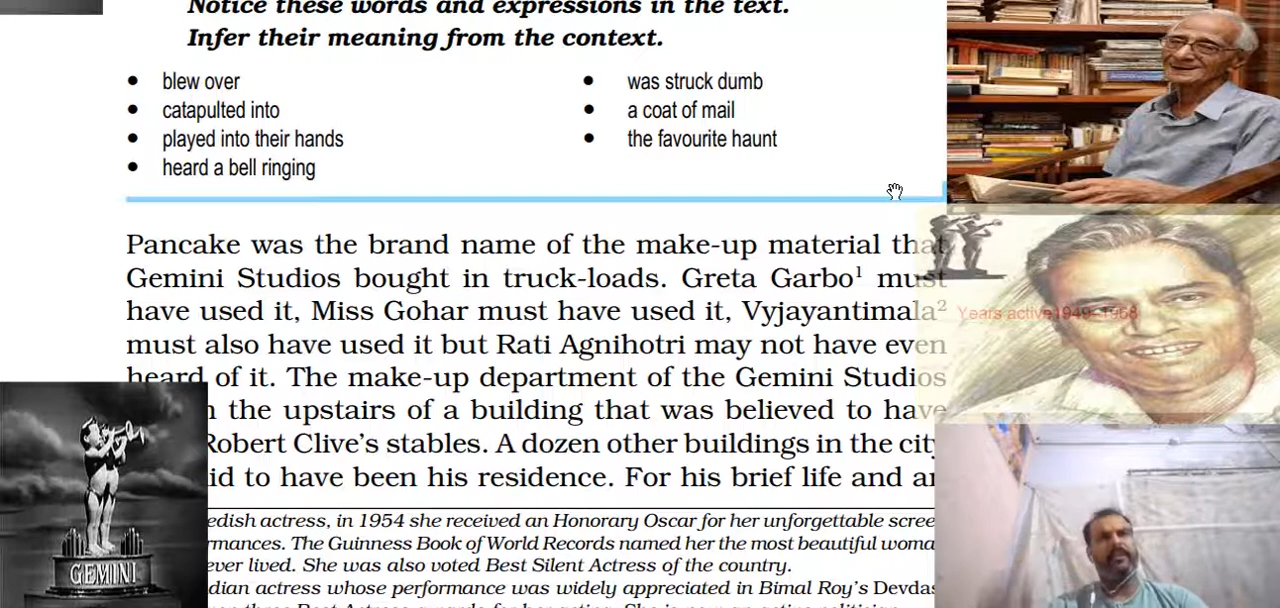 Notice these words and expressions in the text.
Infer their meaning from the context.
• blew over
• catapulted into
• played into their hands
• heard a bell ringing
• was struck dumb
• a coat of mail
• the favourite haunt
Pancake was the brand name of the make-up material that
Gemini Studios bought in truck-loads. Greta Garbo1 must
have used it, Miss Gohar must have used it, Vyjayantimala2
must also have used it but Rati Agnihotri may not have even
heard of it. The make-up department of the Gemini Studios
the upstairs of a building that was believed to have
Robert Clive's stables. A dozen other buildings in the city
id to have been his residence. For his brief life and an
edish actress, in 1954 she received an Honorary Oscar for her unforgettable scree
rmances. The Guinness Book of World Records named her the most beautiful woma
ever lived. She was also voted Best Silent Actress of the country.
dian actress whose performance was widely appreciated in Bimal Roy's Devdas
Years active1949–1968
GEMINI